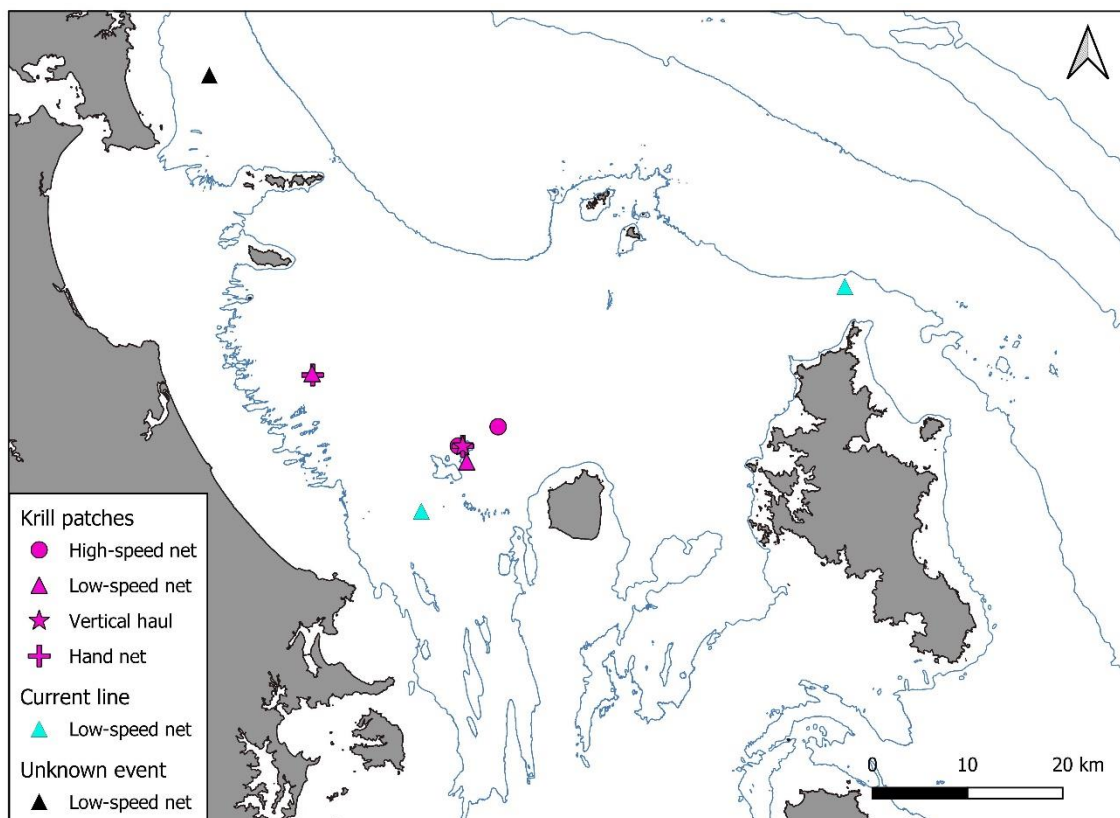 Krill patches
High-speed net
Low-speed net
Vertical haul
Hand net
Current line
Low-speed net
Unknown event
Low-speed net
0 10 20 km